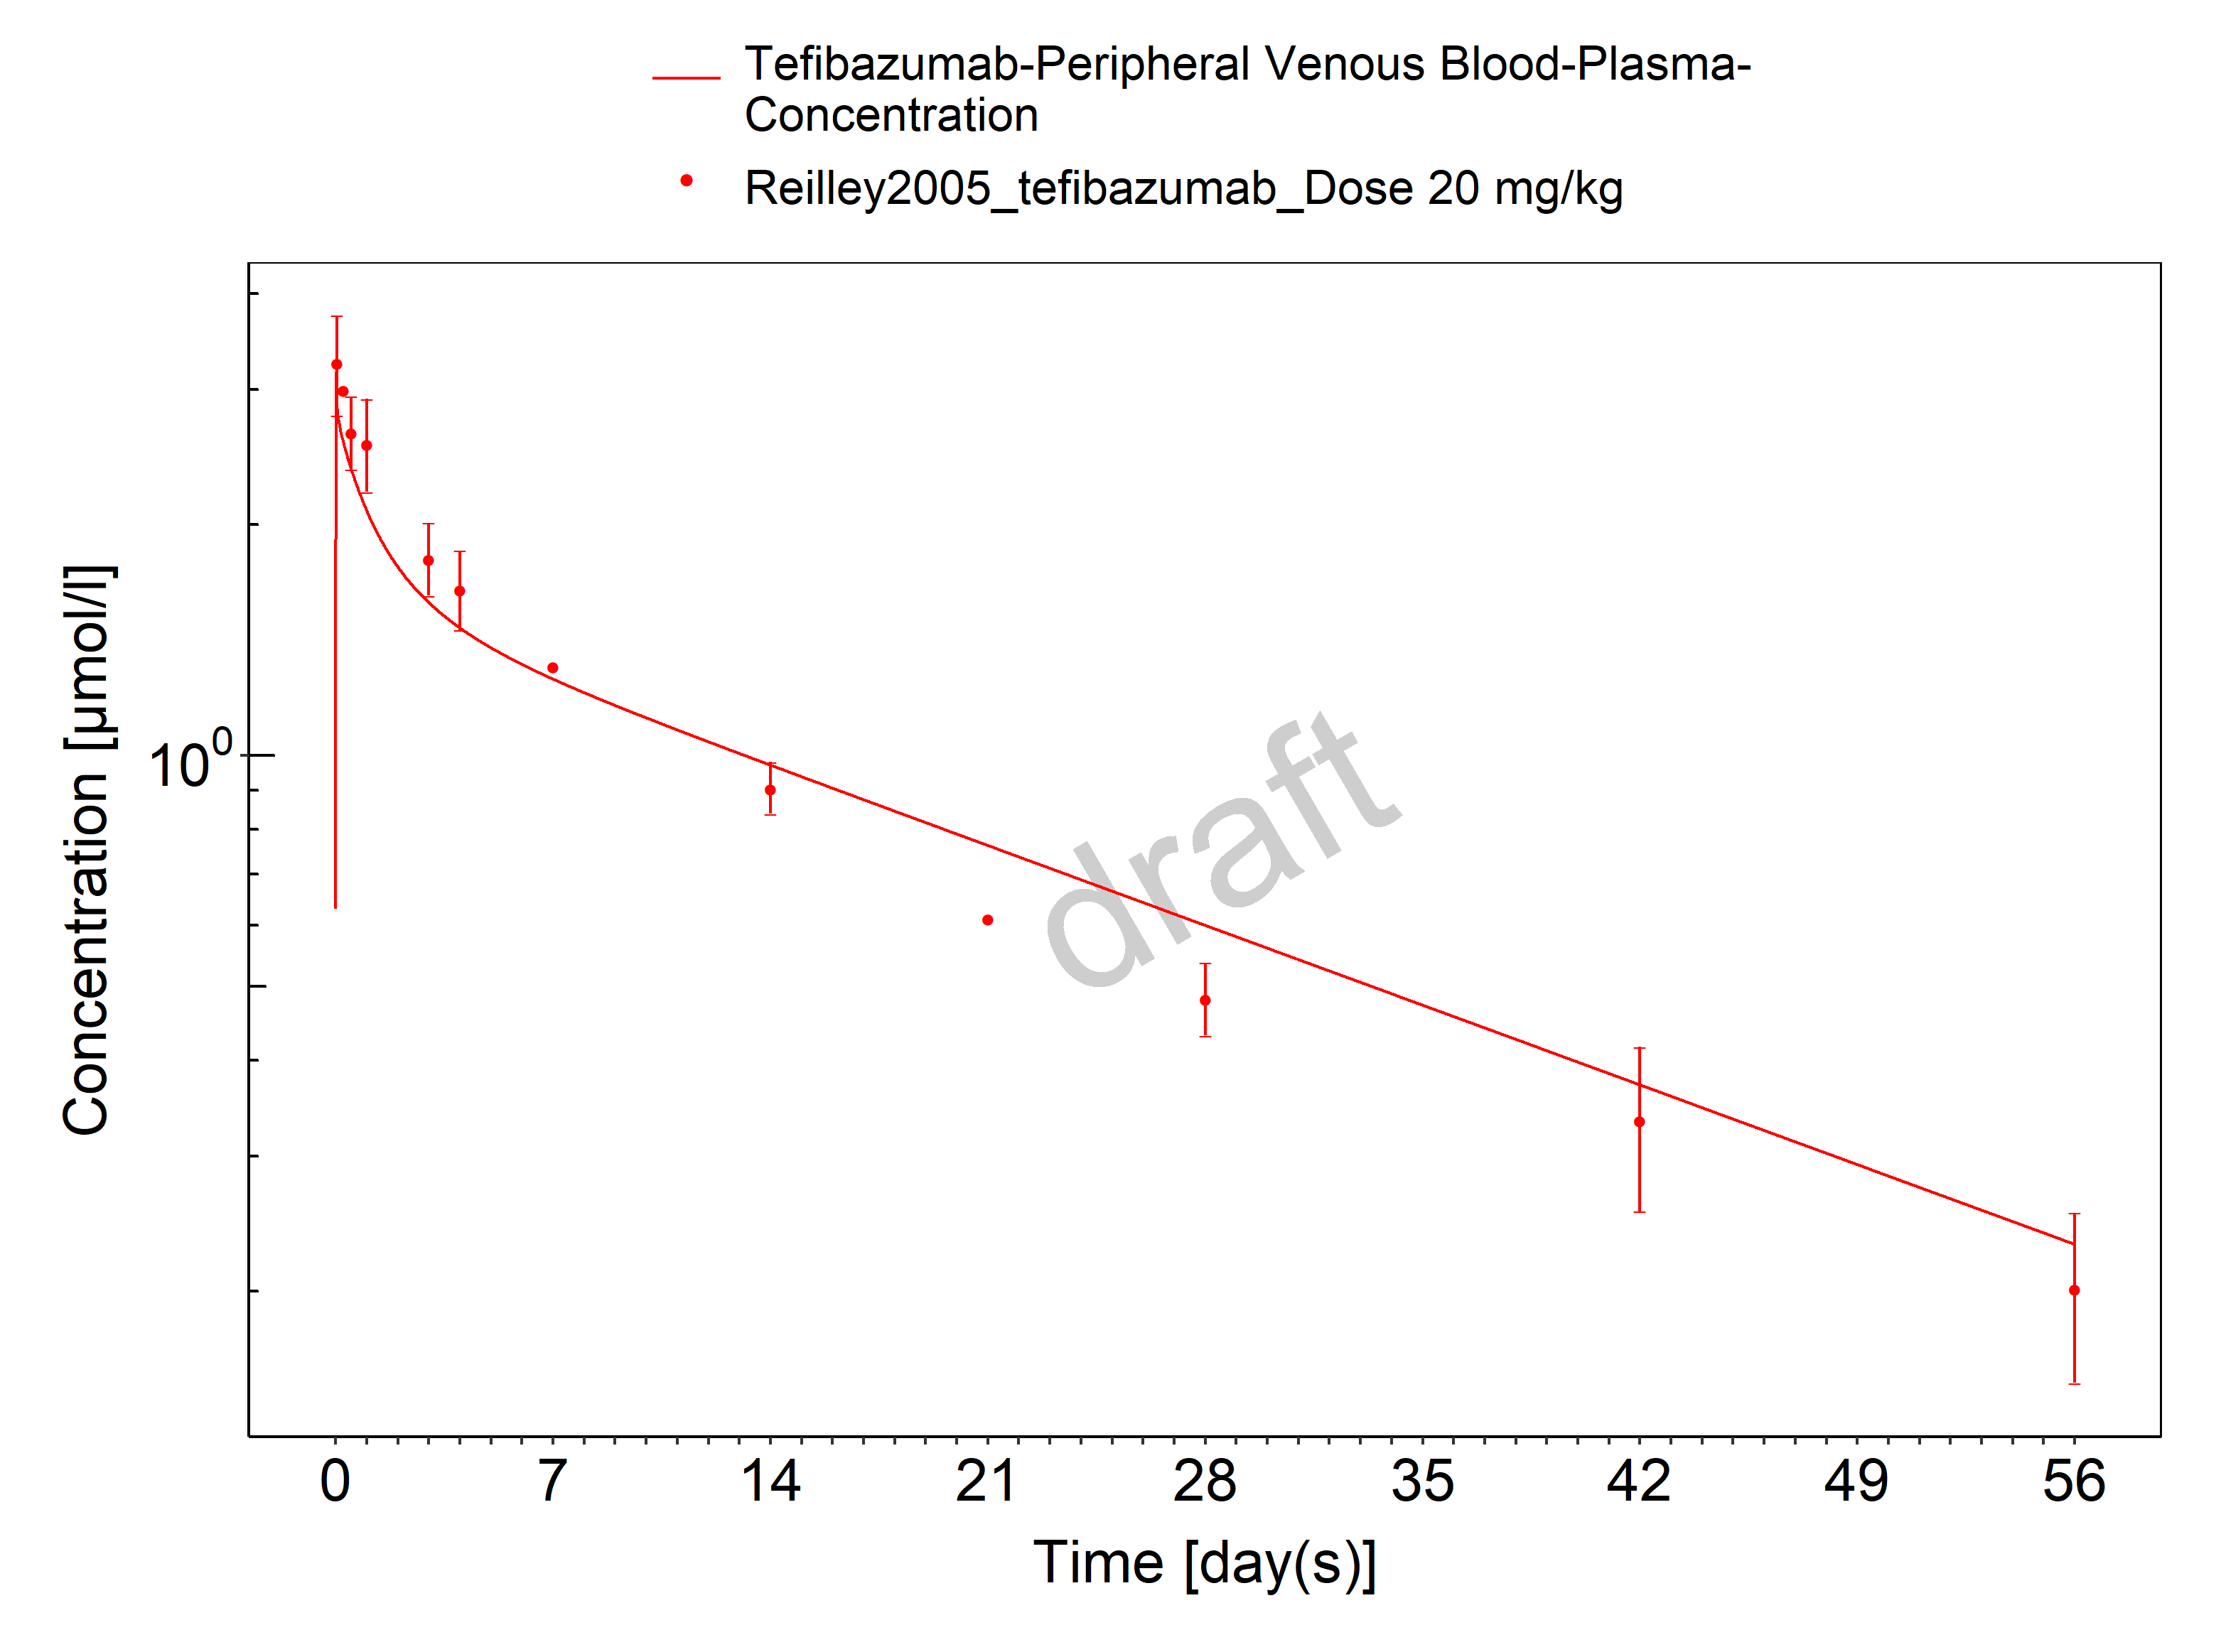 Tefibazumab-Peripheral Venous Blood-Plasma-
Concentration
Reilley2005_tefibazumab_Dose 20 mg/kg
Concentration [µmol/l]
10⁰
draft
0 7 14 21 28 35 42 49 56
Time [day(s)]